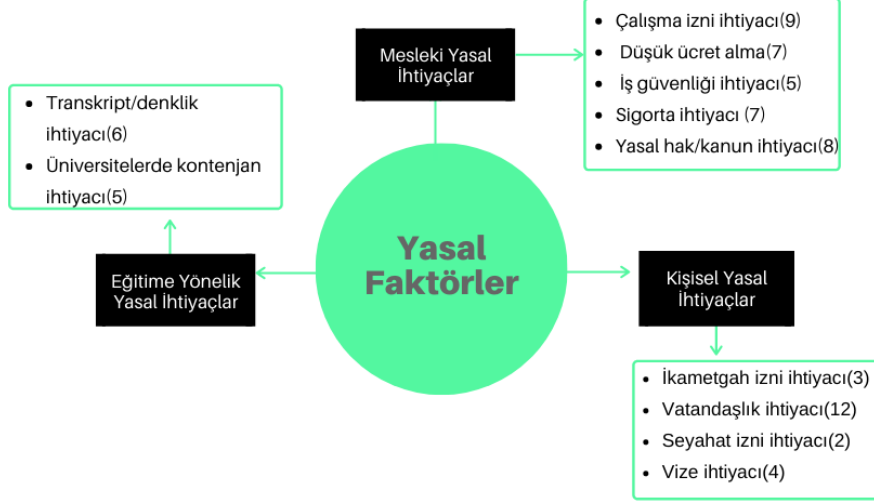 Mesleki Yasal
İhtiyaçlar
• Çalışma izni ihtiyacı(9)
• Düşük ücret alma(7)
• İş güvenliği ihtiyacı(5)
• Sigorta ihtiyacı (7)
• Yasal hak/kanun ihtiyacı(8)
• Transkript/denklik
ihtiyacı(6)
• Üniversitelerde kontenjan
ihtiyacı(5)
Eğitime Yönelik
Yasal İhtiyaçlar
Yasal
Faktörler
Kişisel Yasal
İhtiyaçlar
• İkametgah izni ihtiyacı(3)
• Vatandaşlık ihtiyacı(12)
• Seyahat izni ihtiyacı(2)
• Vize ihtiyacı(4)